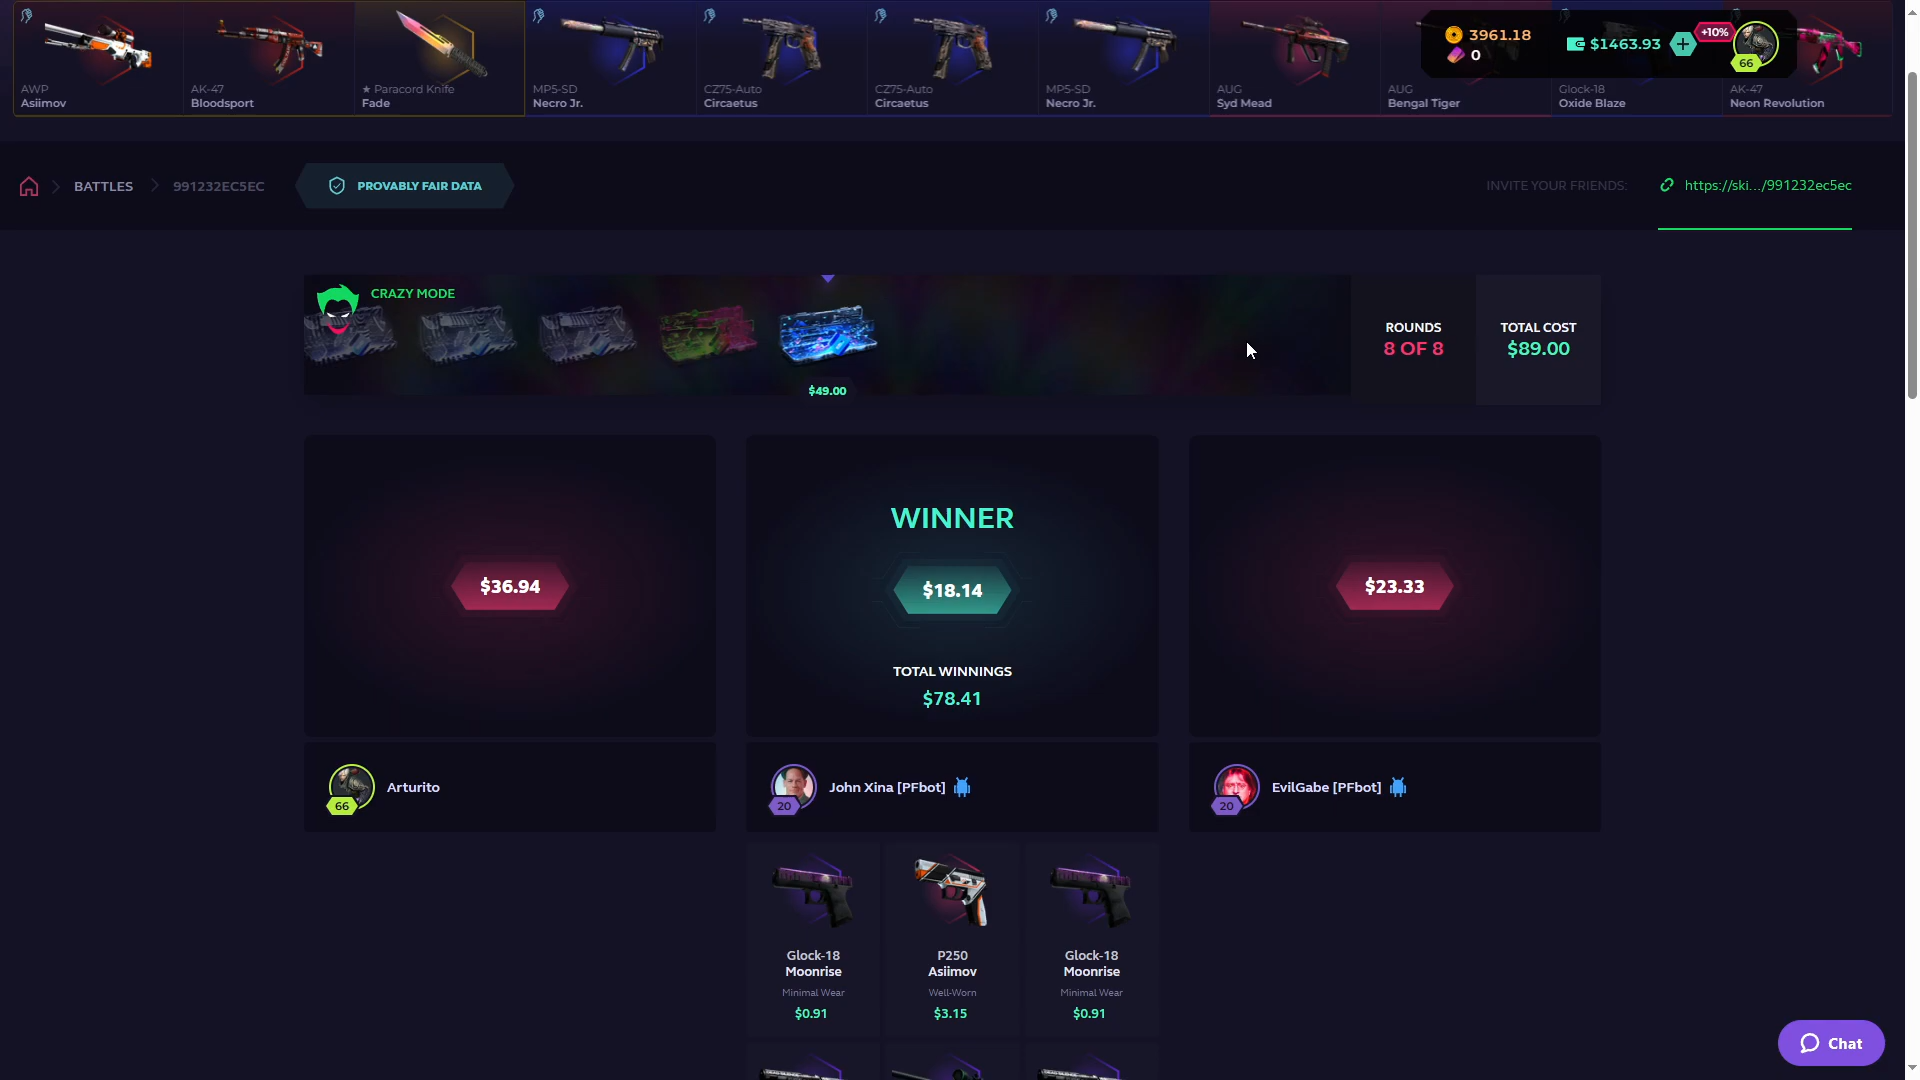 AWP
Asiimov
AK-47
Bloodsport
★ Paracord Knife
Fade
MP5-SD
Necro Jr.
CZ75-Auto
Circaetus
CZ75-Auto
Circaetus
MP5-SD
Necro Jr.
AUG
Syd Mead
AUG
Bengal Tiger
Glock-18
Oxide Blaze
AK-47
Neon Revolution
3961.18
0
$1463.93
+10%
66
BATTLES
991232EC5EC
PROVABLY FAIR DATA
INVITE YOUR FRIENDS:
https://ski.../991232ec5ec
CRAZY MODE
$49.00
ROUNDS
8 OF 8
TOTAL COST
$89.00
$36.94
WINNER
$18.14
TOTAL WINNINGS
$78.41
$23.33
66
Arturito
20
John Xina [PFbot]
20
EvilGabe [PFbot]
Glock-18
Moonrise
Minimal Wear
$0.91
P250
Asiimov
Well-Worn
$3.15
Glock-18
Moonrise
Minimal Wear
$0.91
Chat